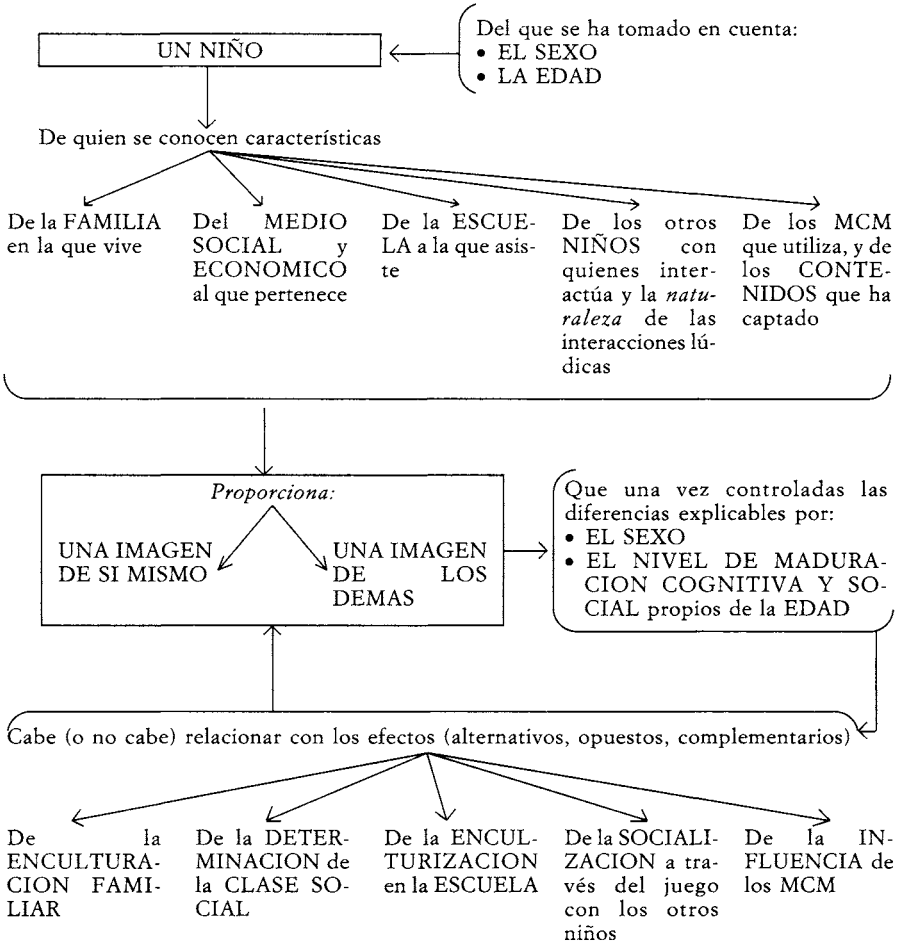 Del que se ha tomado en cuenta:
• EL SEXO
• LA EDAD
UN NIÑO
De quien se conocen características
De la FAMILIA
en la que vive
Del MEDIO
SOCIAL y
ECONOMICO
al que pertenece
De la ESCUE-
LA a la que asis-
te
De los otros
NIÑOS con
quienes inter-
actúa y la natu-
raleza de las
interacciones lú-
dicas
De los MCM
que utiliza, y de
los CONTE-
NIDOS que ha
captado
Proporciona:
UNA IMAGEN
DE SI MISMO
UNA IMAGEN
DE LOS
DEMAS
Que una vez controladas las
diferencias explicables por:
• EL SEXO
• EL NIVEL DE MADURA-
CION COGNITIVA Y SO-
CIAL propios de la EDAD
Cabe (o no cabe) relacionar con los efectos (alternativos, opuestos, complementarios)
De la
ENCULTURA-
CION FAMI-
LIAR
De la DETER-
MINACION de
la CLASE SO-
CIAL
De la ENCUL-
TURIZACION
en la ESCUELA
De la SOCIALI-
ZACION a tra-
vés del juego
con los otros
niños
De la IN-
FLUENCIA de
los MCM